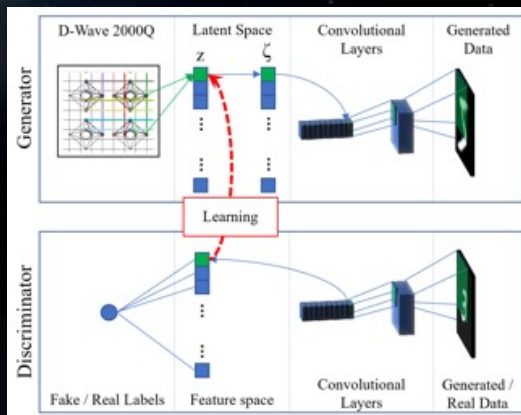 D-Wave 2000Q
Latent Space
Convolutional
Layers
Generated
Data
Generator
z
ζ
Learning
Discriminator
Fake / Real Labels
Feature space
Convolutional
Layers
Generated /
Real Data